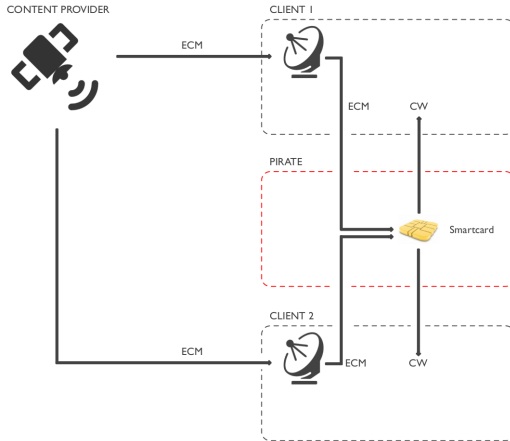 CONTENT PROVIDER
CLIENT 1
ECM
ECM
CW
PIRATE
Smartcard
CLIENT 2
ECM
ECM
CW